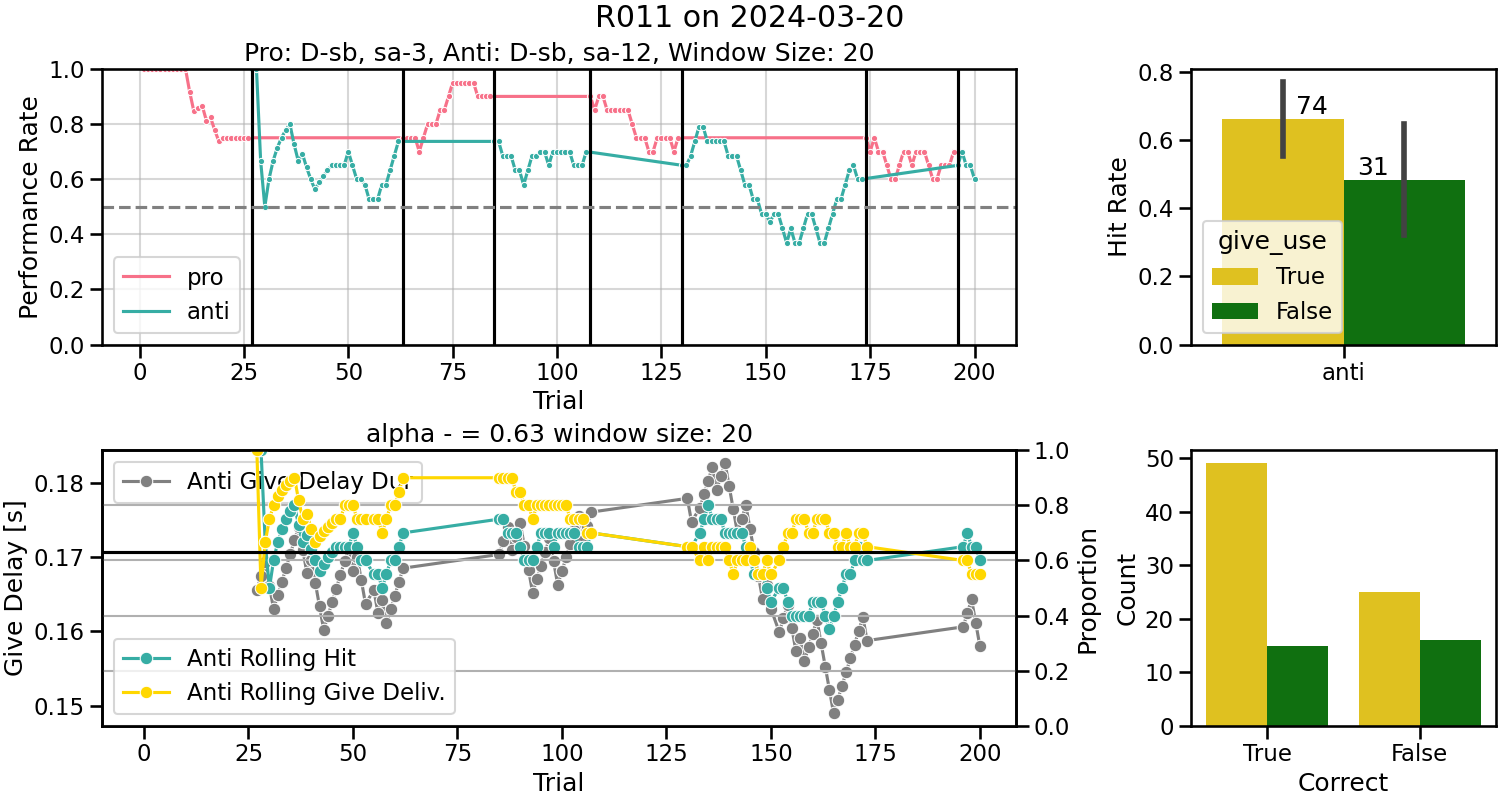 R011 on 2024-03-20
Pro: D-sb, sa-3, Anti: D-sb, sa-12, Window Size: 20
Performance Rate
1.0
0.8
0.6
0.4
0.2
0.0
pro
anti
0 25 50 75 100 125 150 175 200
Trial
Hit Rate
0.8
0.6
0.4
0.2
0.0
74
31
give_use
True
False
anti
alpha - = 0.63 window size: 20
Give Delay [s]
0.18
0.17
0.16
0.15
Anti Give Delay Dur
Anti Rolling Hit
Anti Rolling Give Deliv.
1.0
0.8
0.6
0.4
0.2
0.0
Proportion
0 25 50 75 100 125 150 175 200
Trial
Count
50
40
30
20
10
0
True False
Correct